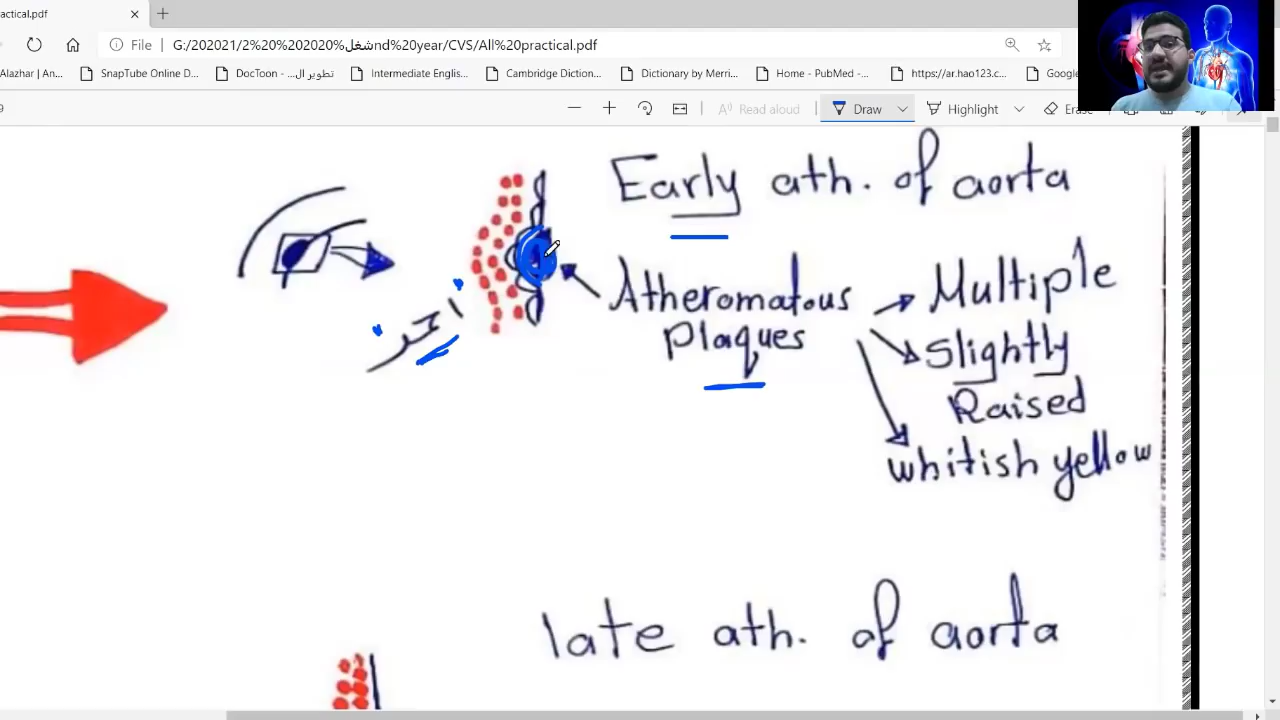 actical.pdf
File
G:/202021/2%20%202020%شغل20nd%20year/CVS/All%20practical.pdf
Alazhar | An...
SnapTube Online D...
DocToon - تطوير ال...
Intermediate Englis...
Cambridge Diction...
Dictionary by Merri...
Home - PubMed - ...
https://ar.hao123.c...
Google
9
Read aloud
Draw
Highlight
Erase
Early ath. of aorta
Atheromatous
plaques
Multiple
Slightly
Raised
whitish yellow
late ath. of aorta